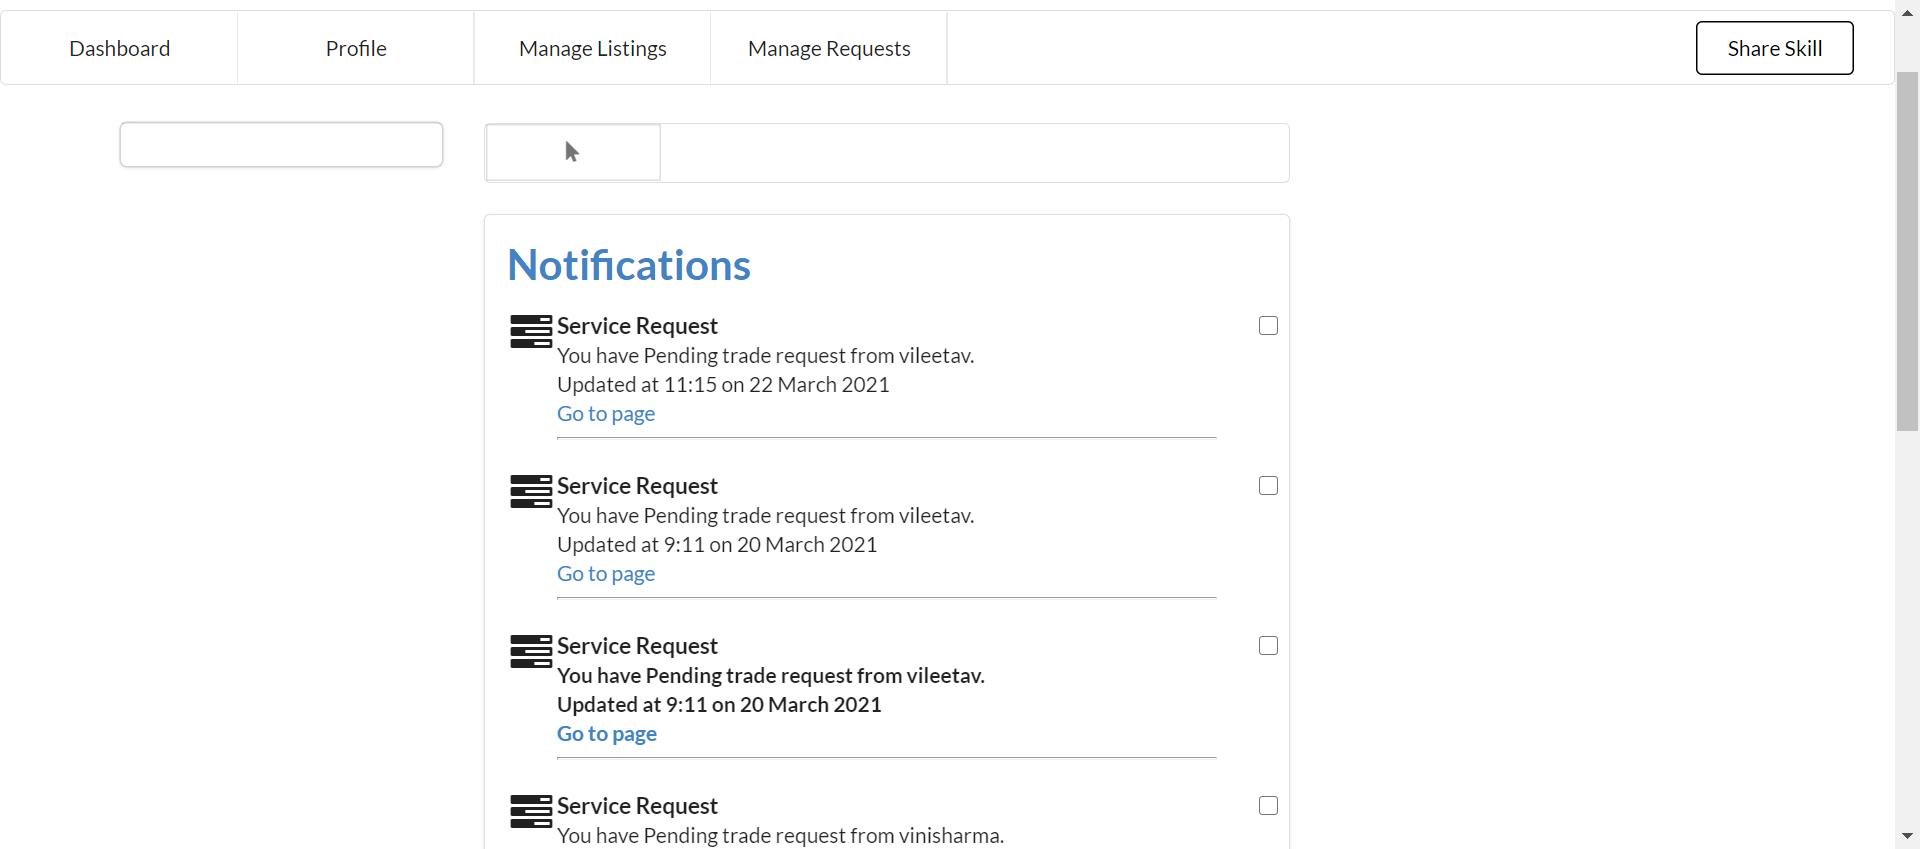 Dashboard
Profile
Manage Listings
Manage Requests
Share Skill
Notifications
Service Request
You have Pending trade request from vileetav.
Updated at 11:15 on 22 March 2021
Go to page
Service Request
You have Pending trade request from vileetav.
Updated at 9:11 on 20 March 2021
Go to page
Service Request
You have Pending trade request from vileetav.
Updated at 9:11 on 20 March 2021
Go to page
Service Request
You have Pending trade request from vinisharma.